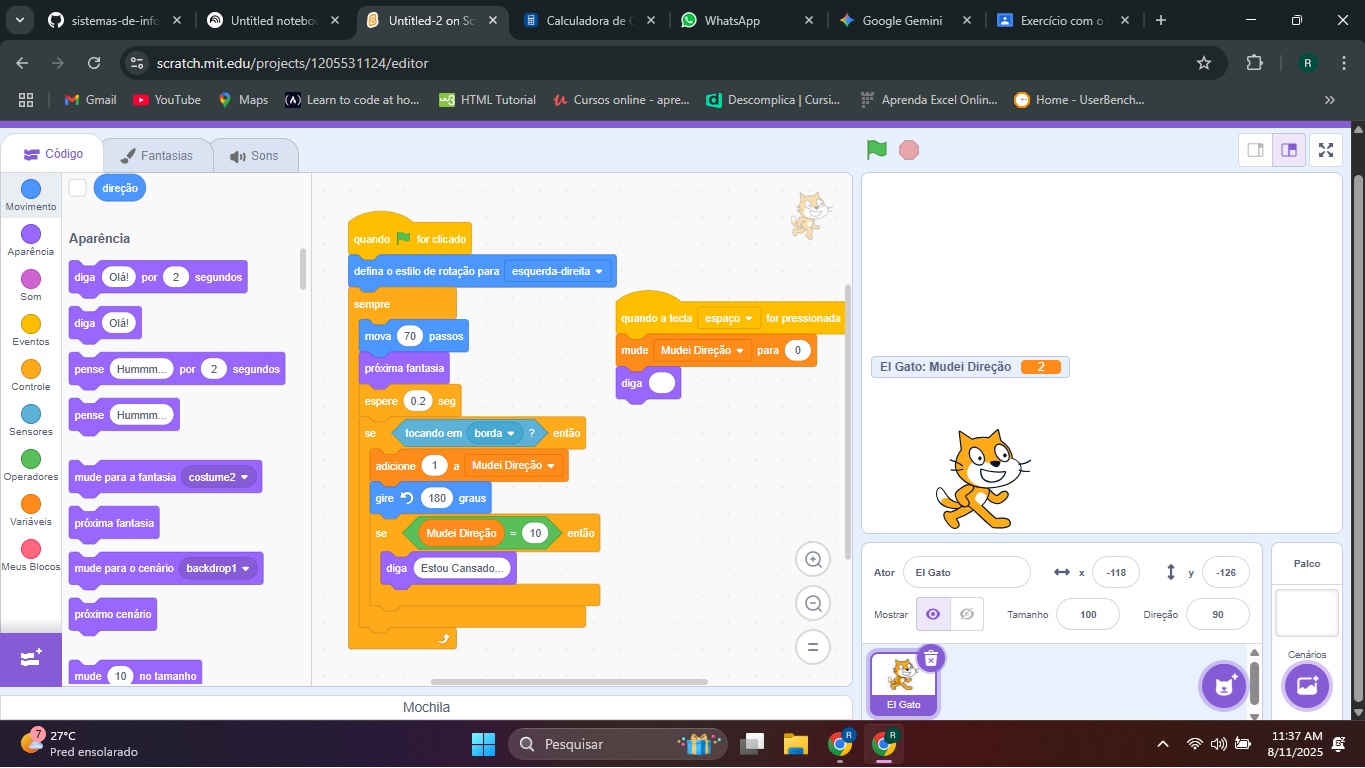 sistemas-de-info
Untitled notebo
Untitled-2 on Sc
Calculadora de C
WhatsApp
Google Gemini
Exercício com o
scratch.mit.edu/projects/1205531124/editor
R
Gmail
YouTube
Maps
Learn to code at ho...
HTML Tutorial
Cursos online - apre...
Descomplica | Cursi...
Aprenda Excel Onlin...
Home - UserBench...
Código
Fantasias
Sons
Movimento
Aparência
Som
Eventos
Controle
Sensores
Operadores
Variáveis
Meus Blocos
direção
Aparência
diga Olá! por 2 segundos
diga Olá!
pense Hummm... por 2 segundos
pense Hummm...
mude para a fantasia costume2
próxima fantasia
mude para o cenário backdrop1
próximo cenário
mude 10 no tamanho
quando for clicado
defina o estilo de rotação para esquerda-direita
sempre
mova 70 passos
próxima fantasia
espere 0.2 seg
se tocando em borda ? então
adicione 1 a Mudei Direção
gire 180 graus
se Mudei Direção = 10 então
diga Estou Cansado...
quando a tecla espaço for pressionada
mude Mudei Direção para 0
diga
El Gato: Mudei Direção 2
Ator El Gato x -118 y -126
Mostrar Tamanho 100 Direção 90
El Gato
Palco
Cenários
Mochila
7
27°C
Pred ensolarado
Pesquisar
R
R
11:37 AM
8/11/2025